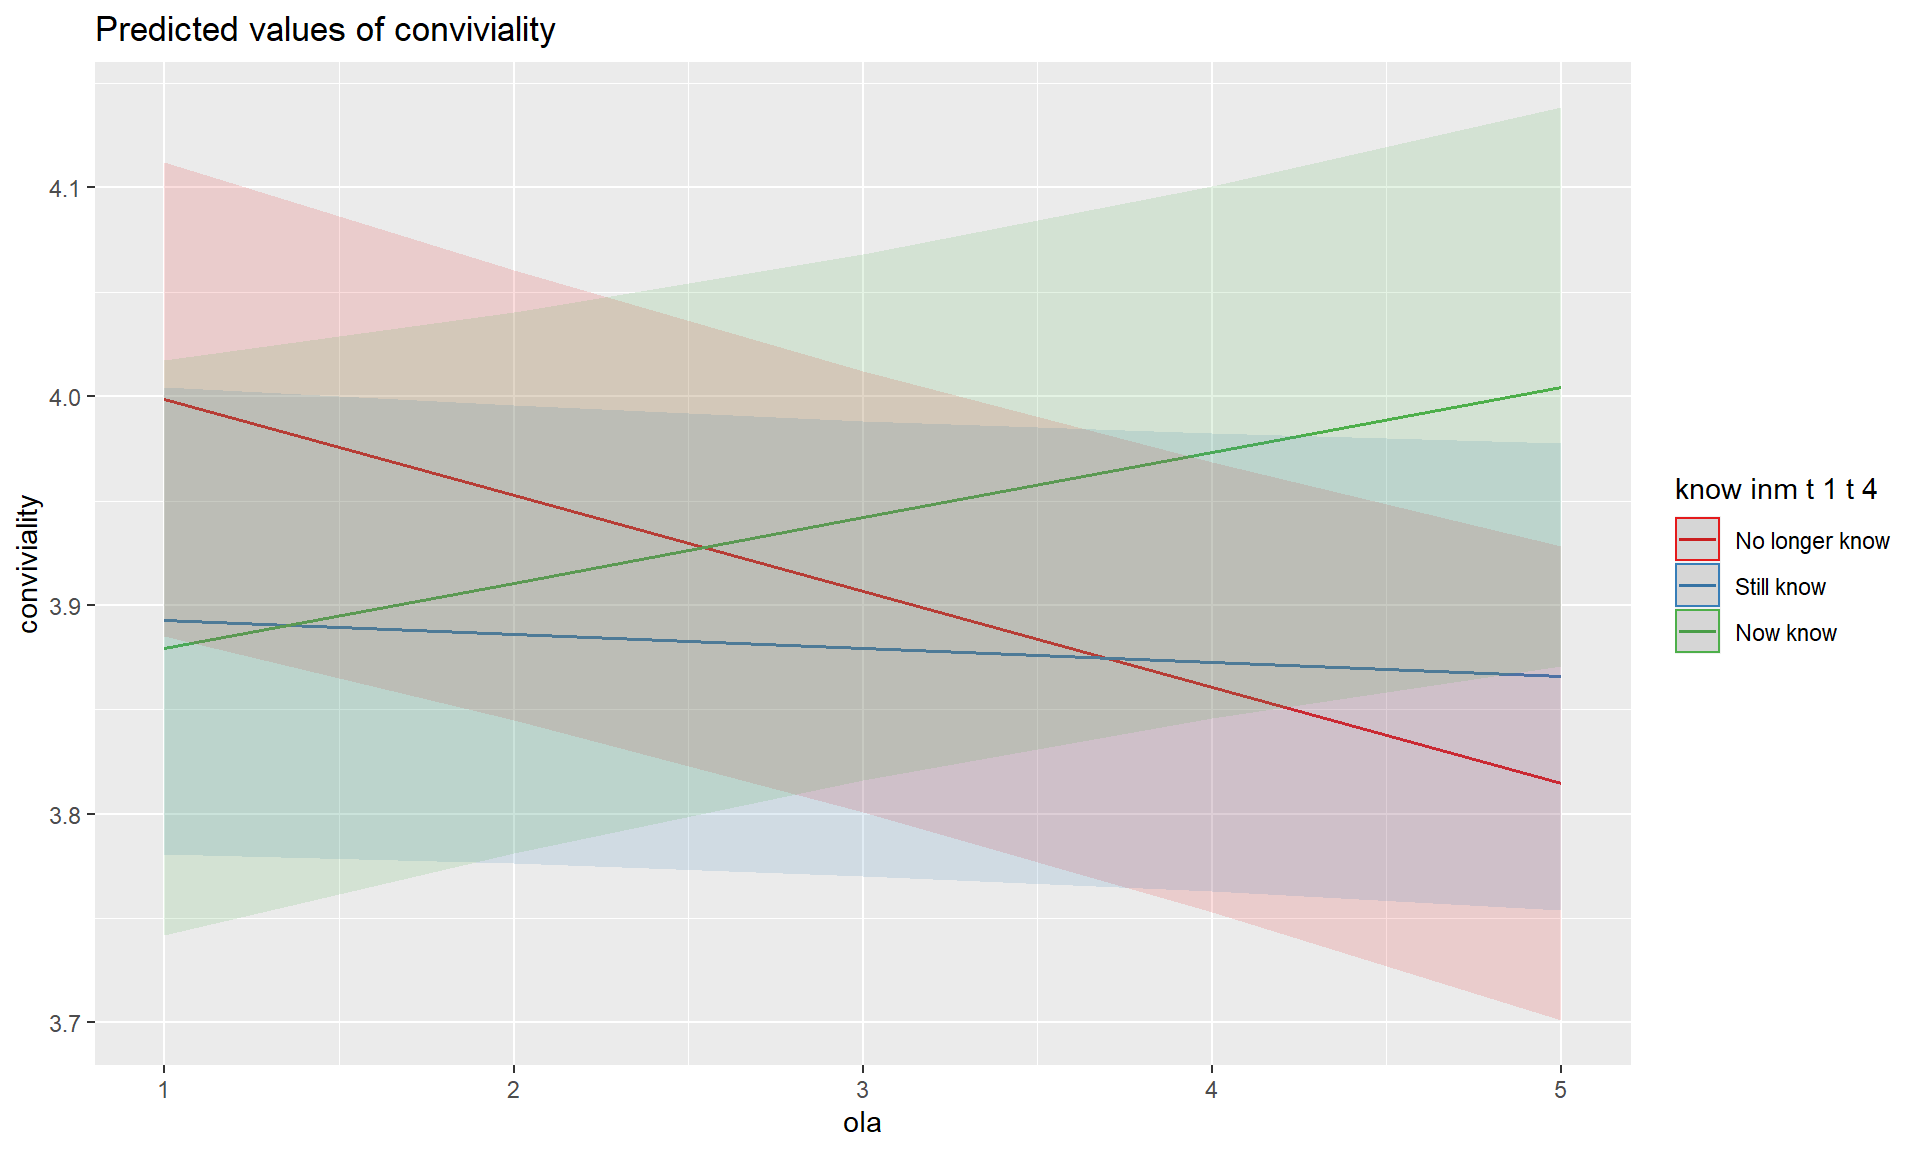 Predicted values of conviviality
4.1
4.0
3.9
3.8
3.7
conviviality
1 2 3 4 5
ola
know inm t 1 t 4
No longer know
Still know
Now know